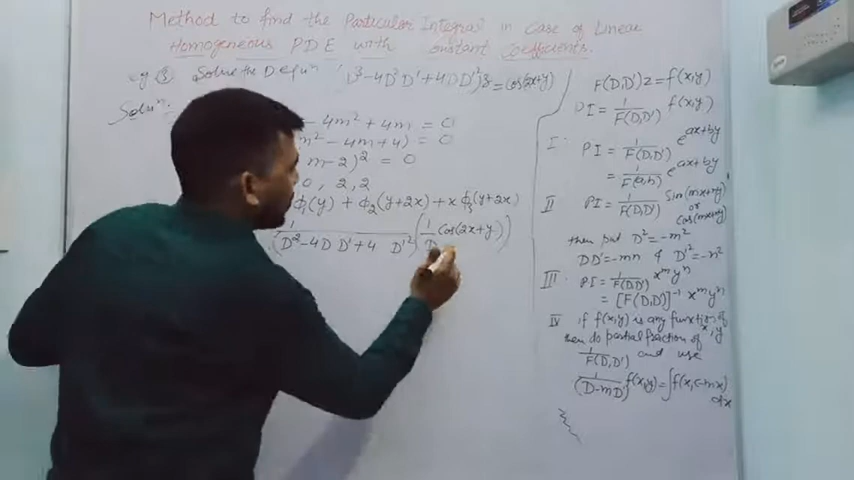 Method to find the Particular Integral in Case of Linear
Homogeneous PDE with constant Coefficients.
eg ③ Solve the D Equⁿ (D³-4D²D'+4DD'²)z = cos(2x+y)
Soluⁿ.
- 4m² + 4m = 0
m² - 4m + 4) = 0
m - 2)² = 0
0, 2, 2
ϕ₁(y) + ϕ₂(y+2x) + x ϕ₃(y+2x)
1/(D²-4DD'+4D'²) (1/D cos(2x+y))
F(D,D')z = f(x,y)
PI = 1/F(D,D') f(x,y)
I PI = 1/F(D,D') e^(ax+by)
= 1/F(a,b) e^(ax+by)
II PI = 1/F(D,D') sin(mx+ny) or cos(mx+ny)
then put D² = -m²
DD' = -mn & D'² = -n²
III PI = 1/F(D,D') x^m y^n
= [F(D,D')]⁻¹ x^m y^n
IV if f(x,y) is any function of x,y
then do partial fraction of
1/F(D,D') and use
1/(D-mD') f(x,y) = ∫f(x,c-mx) dx